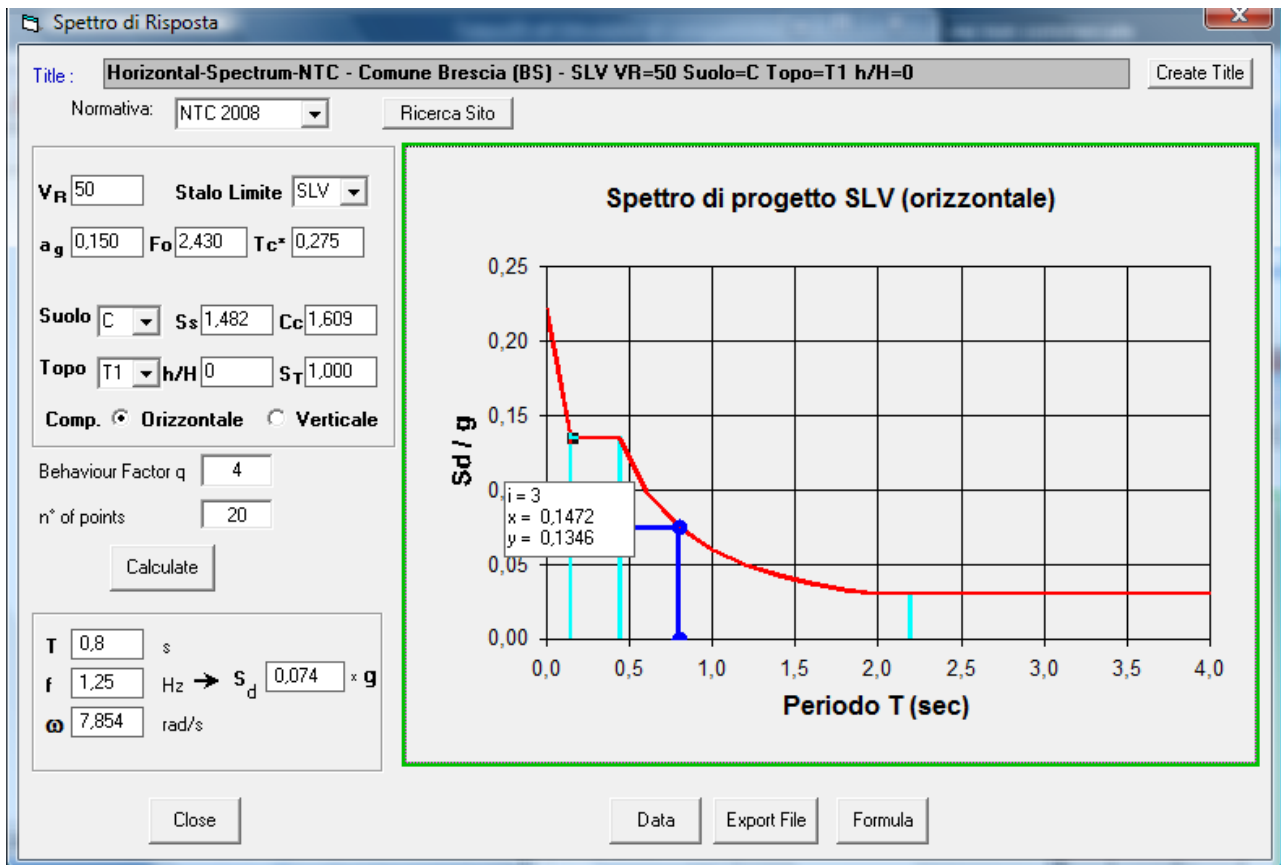 Spettro di Risposta
X
Title : Horizontal-Spectrum-NTC - Comune Brescia (BS) - SLV VR=50 Suolo=C Topo=T1 h/H=0 Create Title
Normativa: NTC 2008 Ricerca Sito
VR 50 Stalo Limite SLV
ag 0,150 Fo 2,430 Tc* 0,275
Suolo C Ss 1,482 Cc 1,609
Topo T1 h/H 0 ST 1,000
Comp. Orizzontale Verticale
Behaviour Factor q 4
n° of points 20
Calculate
T 0,8 s
f 1,25 Hz → Sd 0,074 × g
ω 7,854 rad/s
Spettro di progetto SLV (orizzontale)
Sd / g
0,25
0,20
0,15
0,05
0,00
i = 3
x = 0,1472
y = 0,1346
0,0 0,5 1,0 1,5 2,0 2,5 3,0 3,5 4,0
Periodo T (sec)
Close Data Export File Formula